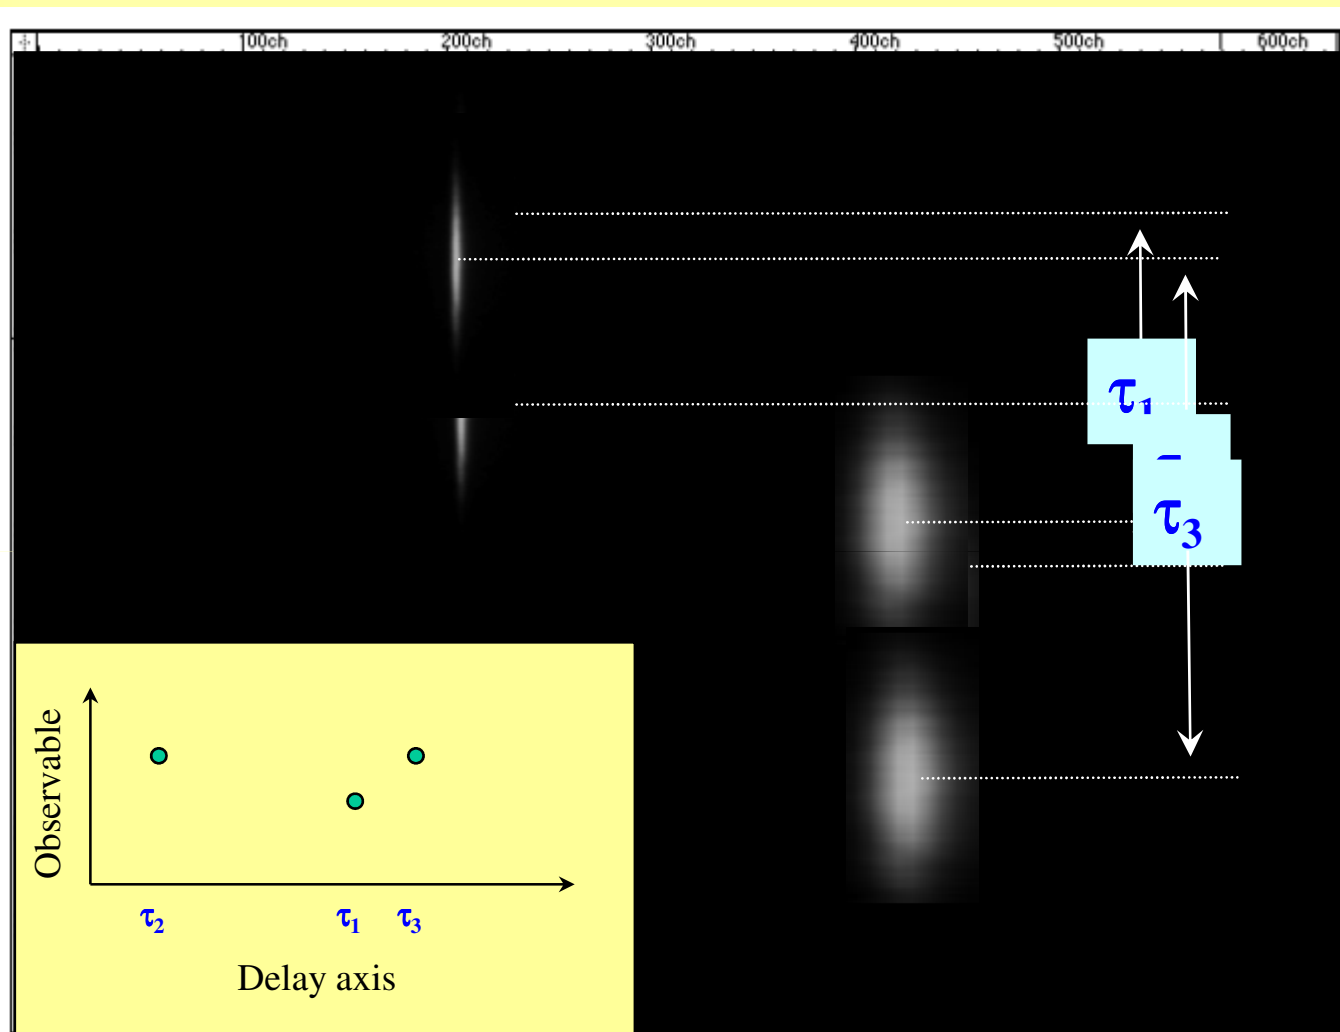 100ch 200ch 300ch 400ch 500ch 600ch
τ1
τ3
Observable
τ2 τ1 τ3
Delay axis